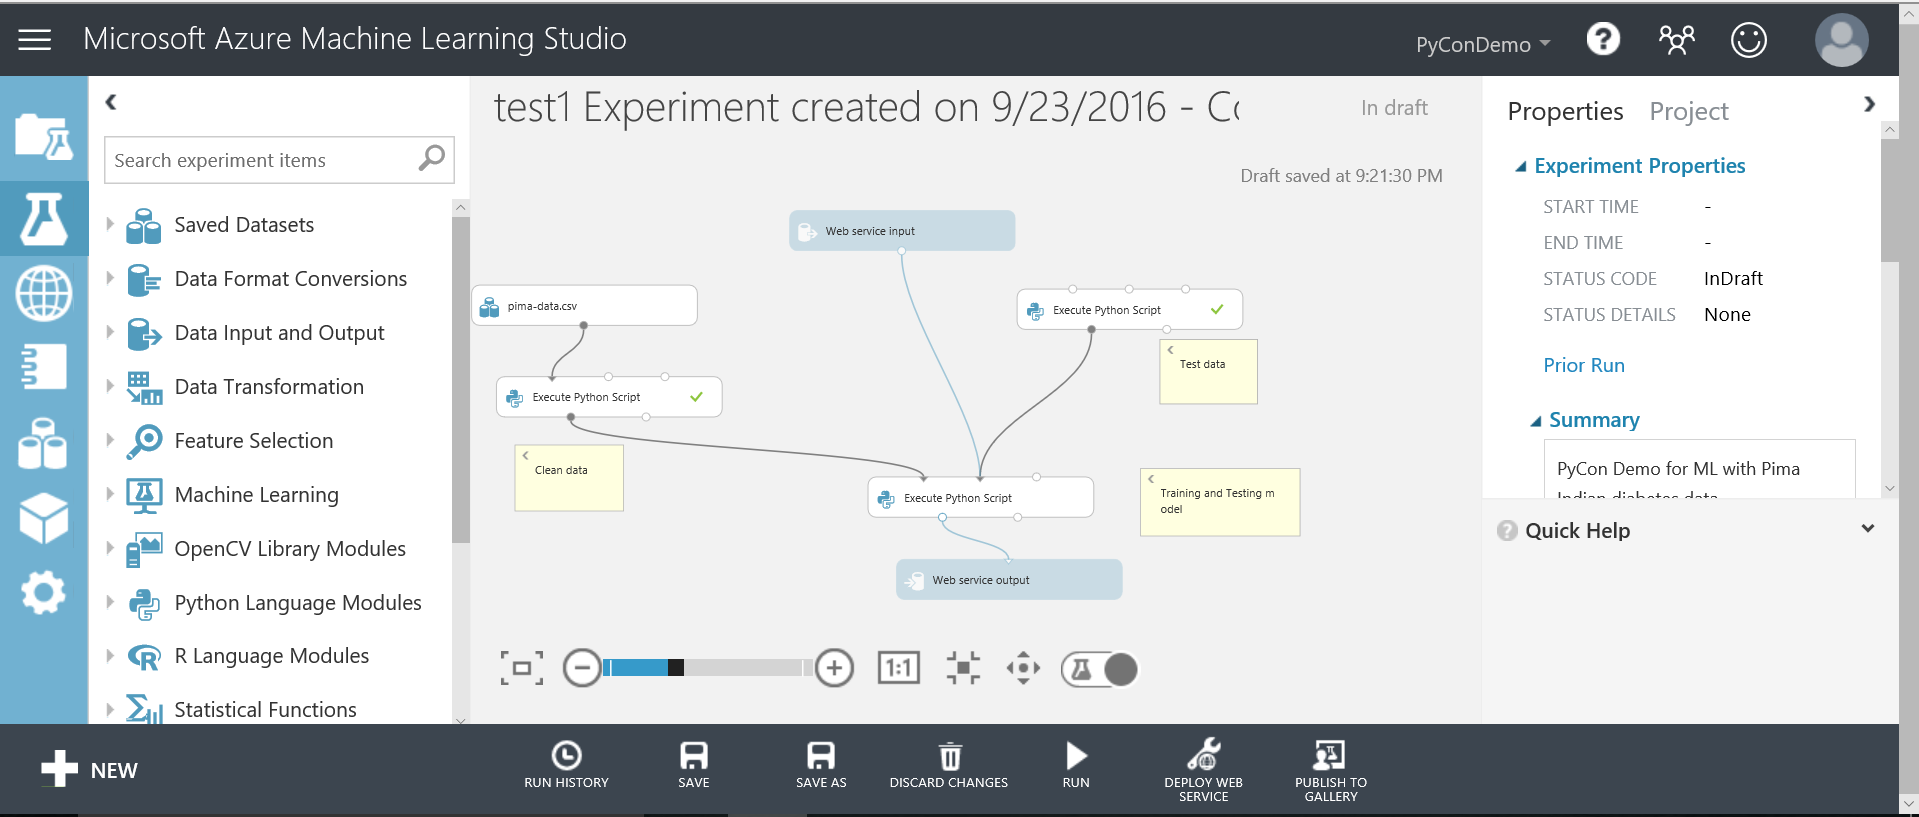 Microsoft Azure Machine Learning Studio
PyConDemo
?
test1 Experiment created on 9/23/2016 - Co
In draft
Draft saved at 9:21:30 PM
Search experiment items
Saved Datasets
Data Format Conversions
Data Input and Output
Data Transformation
Feature Selection
Machine Learning
OpenCV Library Modules
Python Language Modules
R Language Modules
Statistical Functions
Web service input
pima-data.csv
Execute Python Script
Test data
Execute Python Script
Clean data
Execute Python Script
Training and Testing m
odel
Web service output
1:1
Properties Project
Experiment Properties
START TIME -
END TIME -
STATUS CODE InDraft
STATUS DETAILS None
Prior Run
Summary
PyCon Demo for ML with Pima
Indian diabetes data
? Quick Help
NEW
RUN HISTORY
SAVE
SAVE AS
DISCARD CHANGES
RUN
DEPLOY WEB
SERVICE
PUBLISH TO
GALLERY